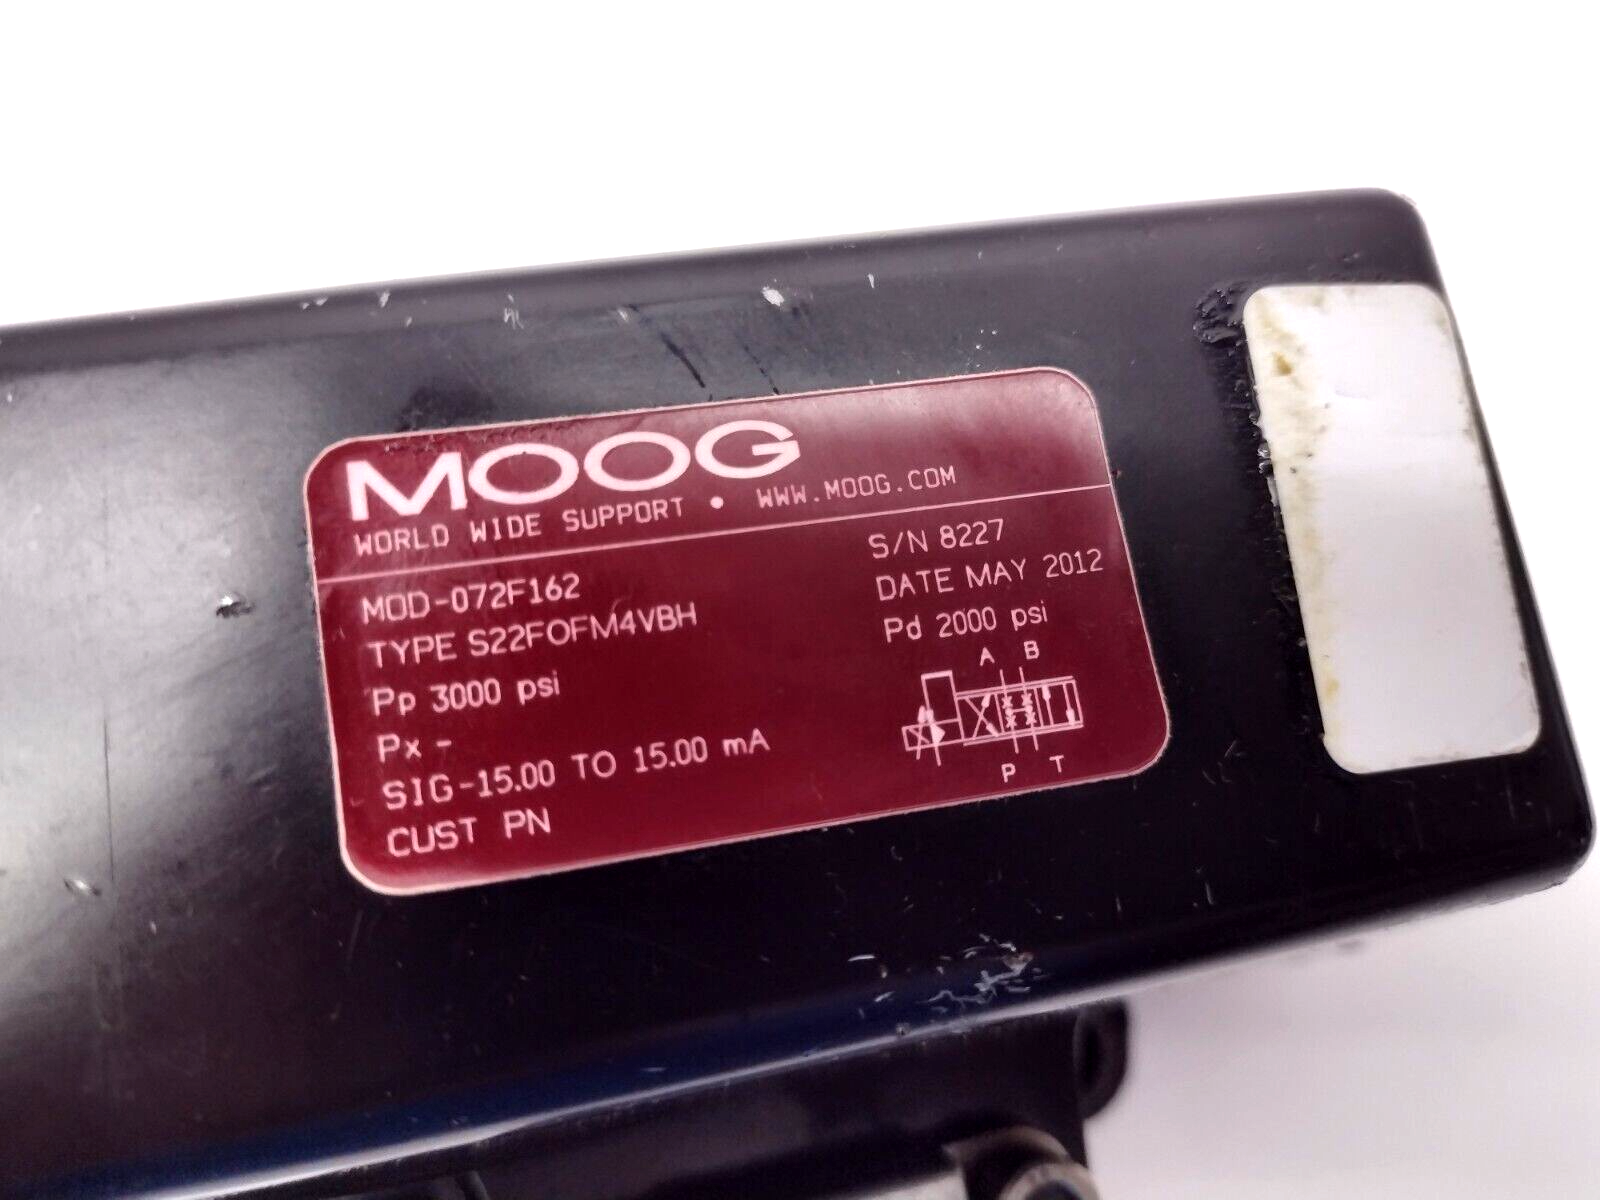 MOOG
WORLD WIDE SUPPORT • WWW.MOOG.COM
MOD-072F162
TYPE S22FOFM4VBH
Pp 3000 psi
Px -
SIG-15.00 TO 15.00 mA
CUST PN
S/N 8227
DATE MAY 2012
Pd 2000 psi
A B
P T